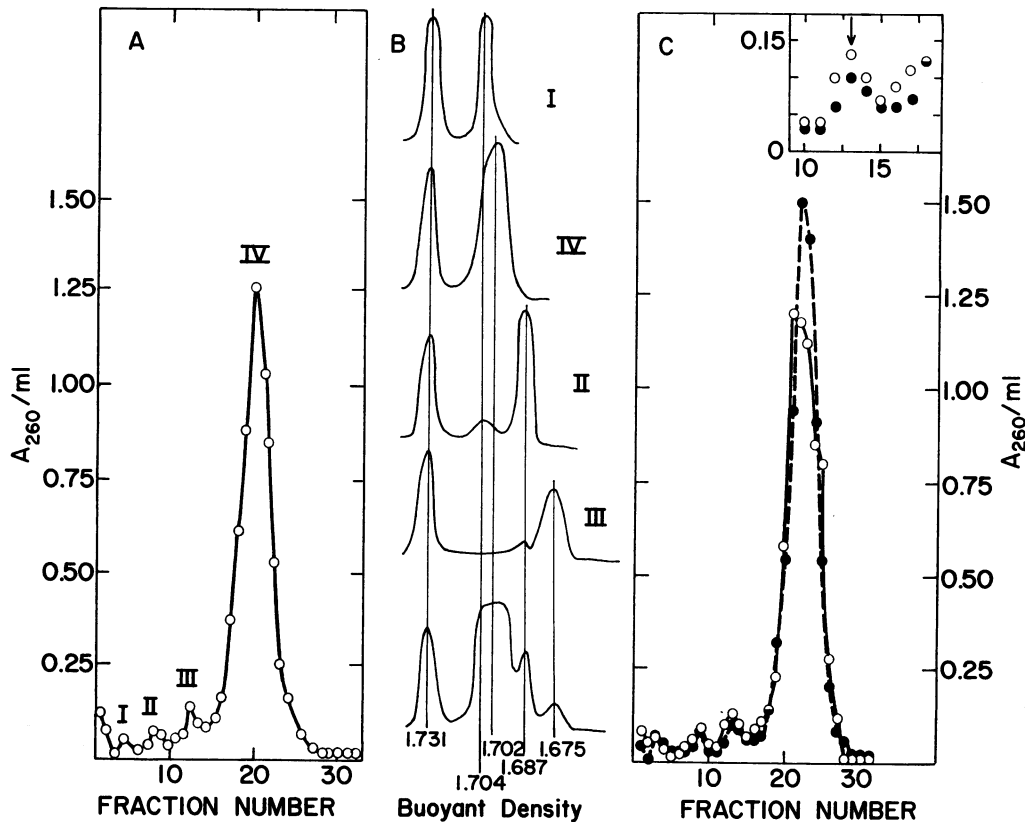 A
1.50
1.25
1.00
0.75
0.50
0.25
A260/ml
I
II
III
IV
10
20
30
FRACTION NUMBER
B
I
IV
II
III
1.731
1.702
1.675
1.687
1.704
Buoyant Density
C
0.15
0
10
15
1.50
1.25
1.00
0.75
0.50
0.25
A260/ml
10
20
30
FRACTION NUMBER